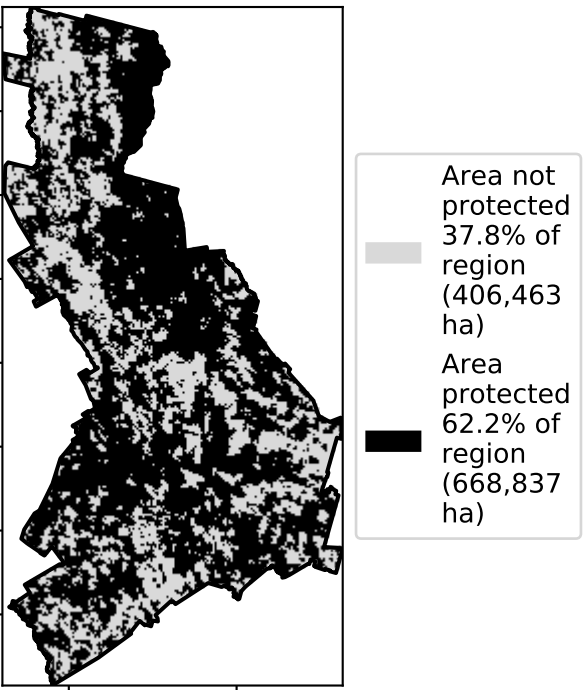 Area not
protected
37.8% of
region
(406,463
ha)
Area
protected
62.2% of
region
(668,837
ha)